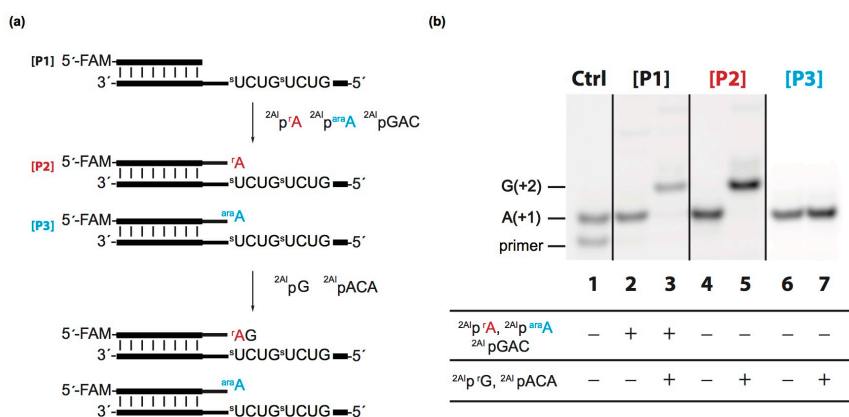 (a)
[P1] 5´-FAM-
3´- ˢUCUGˢUCUG -5´
²ᴬᴵpʳA ²ᴬᴵpᵃʳᵃA ²ᴬᴵpGAC
[P2] 5´-FAM- ʳA
3´- ˢUCUGˢUCUG -5´
[P3] 5´-FAM- ᵃʳᵃA
3´- ˢUCUGˢUCUG -5´
²ᴬᴵpG ²ᴬᴵpACA
5´-FAM- ʳAG
3´- ˢUCUGˢUCUG -5´
5´-FAM- ᵃʳᵃA
3´- ˢUCUGˢUCUG -5´
(b)
Ctrl [P1] [P2] [P3]
G(+2)
A(+1)
primer
1 2 3 4 5 6 7
²ᴬᴵpʳA, ²ᴬᴵpᵃʳᵃA
²ᴬᴵpGAC – + + – – – –
²ᴬᴵpʳG, ²ᴬᴵpACA – – + – + – +